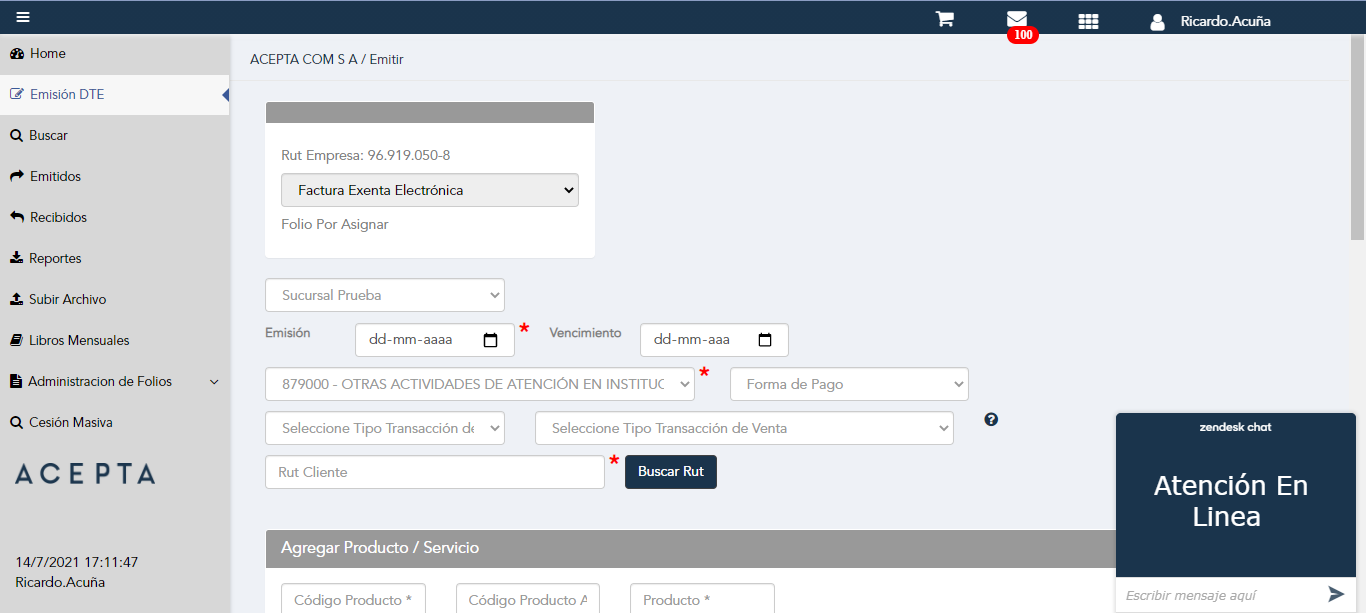 100
Ricardo.Acuña
Home
Emisión DTE
Buscar
Emitidos
Recibidos
Reportes
Subir Archivo
Libros Mensuales
Administracion de Folios
Cesión Masiva
ACEPTA
14/7/2021 17:11:47
Ricardo.Acuña
ACEPTA COM S A / Emitir
Rut Empresa: 96.919.050-8
Factura Exenta Electrónica
Folio Por Asignar
Sucursal Prueba
Emisión dd-mm-aaaa * Vencimiento dd-mm-aaa
879000 - OTRAS ACTIVIDADES DE ATENCIÓN EN INSTITUC * Forma de Pago
Seleccione Tipo Transacción de Seleccione Tipo Transacción de Venta ?
Rut Cliente * Buscar Rut
Agregar Producto / Servicio
Código Producto * Código Producto A Producto *
zendesk chat
Atención En
Linea
Escribir mensaje aquí